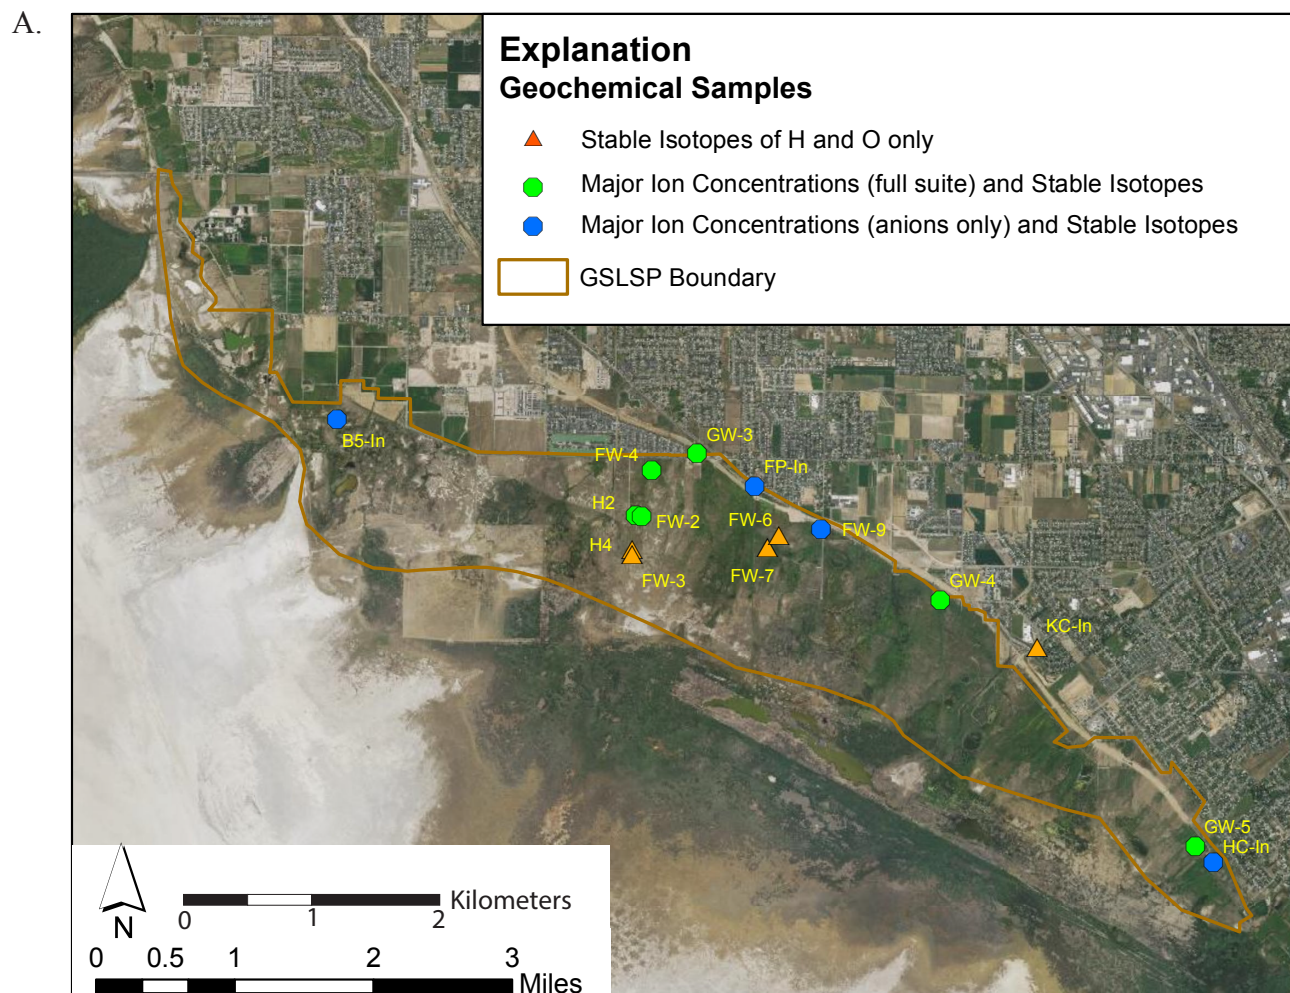 A.
Explanation
Geochemical Samples
Stable Isotopes of H and O only
Major Ion Concentrations (full suite) and Stable Isotopes
Major Ion Concentrations (anions only) and Stable Isotopes
GSLSP Boundary
B5-In
GW-3
FW-4
FP-In
H2
FW-2
FW-6
FW-9
H4
FW-7
FW-3
GW-4
KC-In
GW-5
HC-In
N
Kilometers
0 1 2
0 0.5 1 2 3
Miles